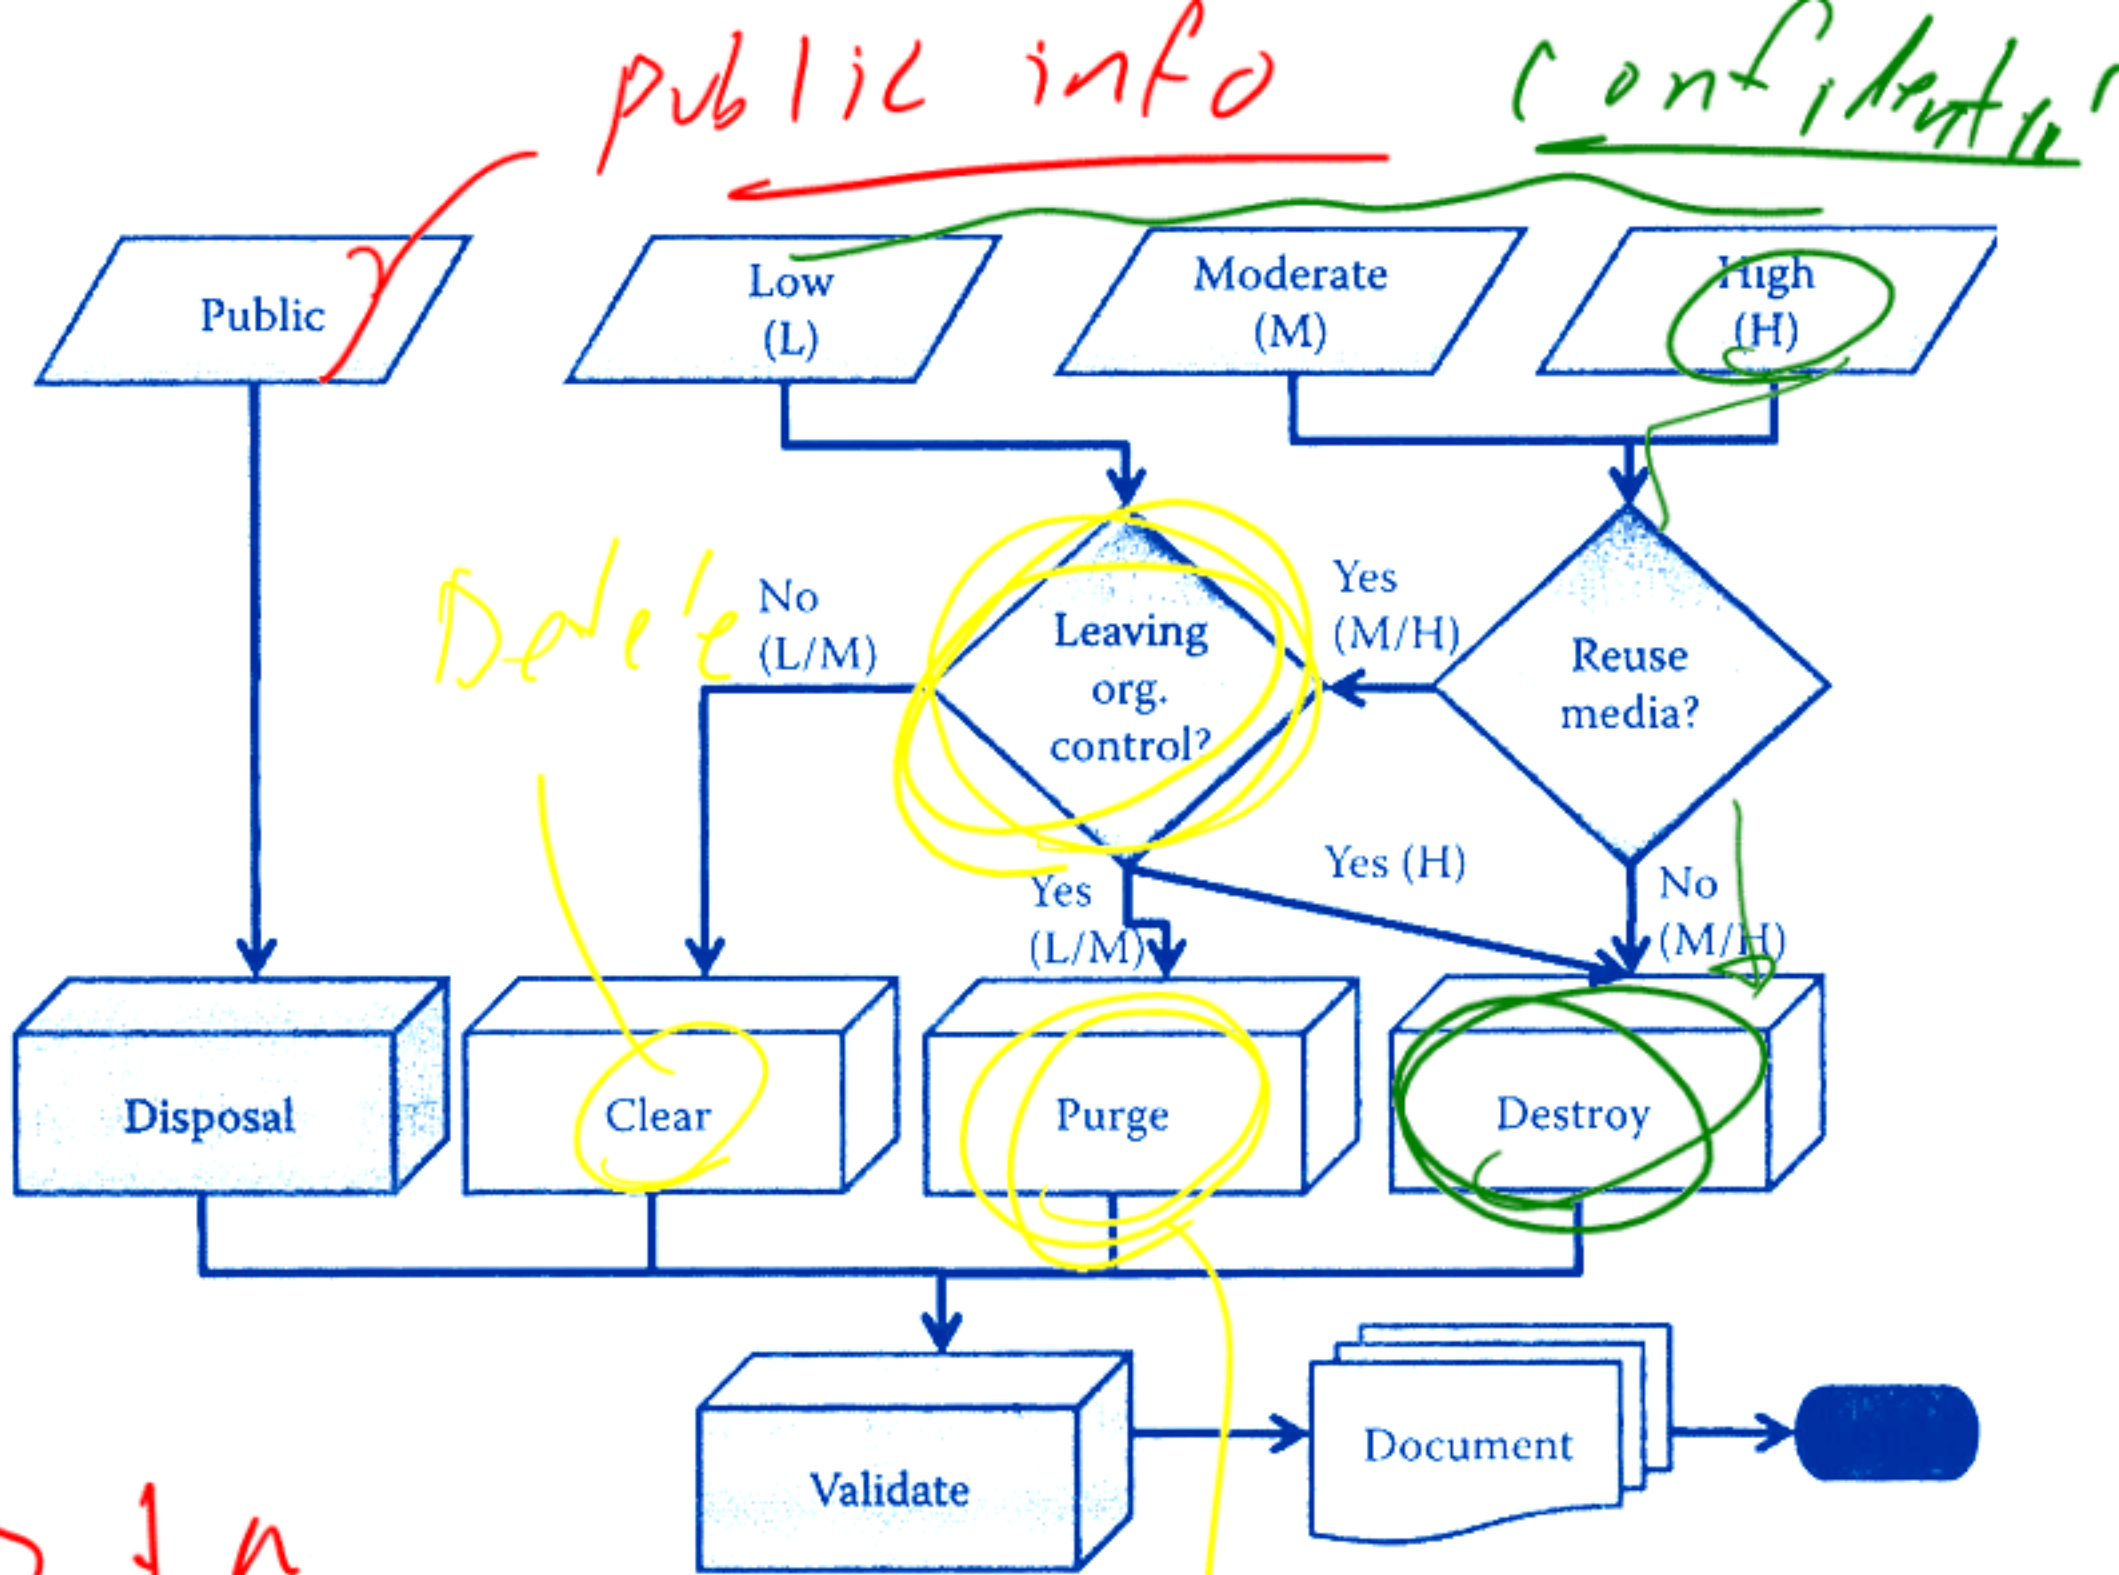 public info
Public
Low
(L)
Moderate
(M)
High
(H)
Delete
No
(L/M)
Leaving
org.
control?
Yes
(M/H)
Reuse
media?
Yes
(L/M)
Yes (H)
No
(M/H)
Disposal
Clear
Purge
Destroy
Validate
Document